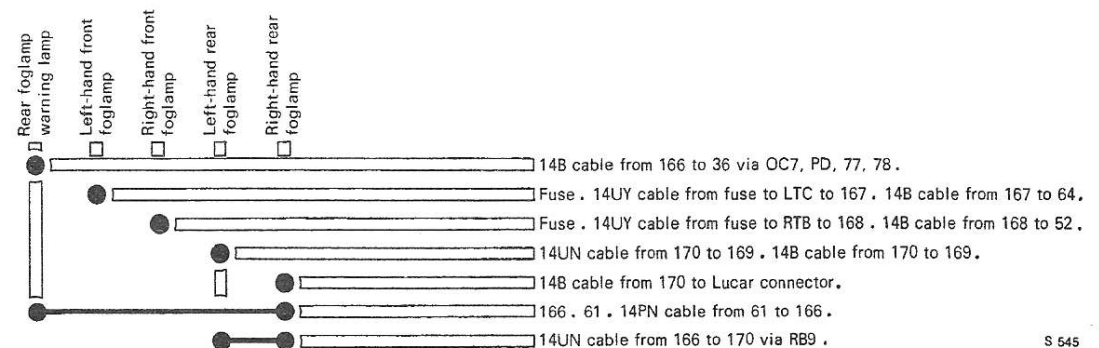 Rear foglamp
warning lamp
Left-hand front
foglamp
Right-hand front
foglamp
Left-hand rear
foglamp
Right-hand rear
foglamp
14B cable from 166 to 36 via OC7, PD, 77, 78.
Fuse. 14UY cable from fuse to LTC to 167. 14B cable from 167 to 64.
Fuse. 14UY cable from fuse to RTB to 168. 14B cable from 168 to 52.
14UN cable from 170 to 169. 14B cable from 170 to 169.
14B cable from 170 to Lucar connector.
166. 61. 14PN cable from 61 to 166.
14UN cable from 166 to 170 via RB9.
S 545